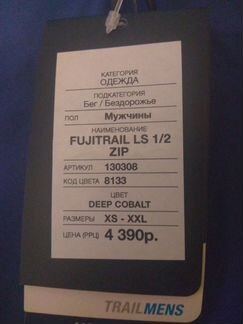 КАТЕГОРИЯ
ОДЕЖДА
ПОДКАТЕГОРИЯ
Бег / Бездорожье
ПОЛ Мужчины
НАИМЕНОВАНИЕ
FUJITRAIL LS 1/2
ZIP
АРТИКУЛ 130308
КОД ЦВЕТА 8133
ЦВЕТ
DEEP COBALT
РАЗМЕРЫ XS - XXL
ЦЕНА (РРЦ) 4 390р.
TRAILMENS